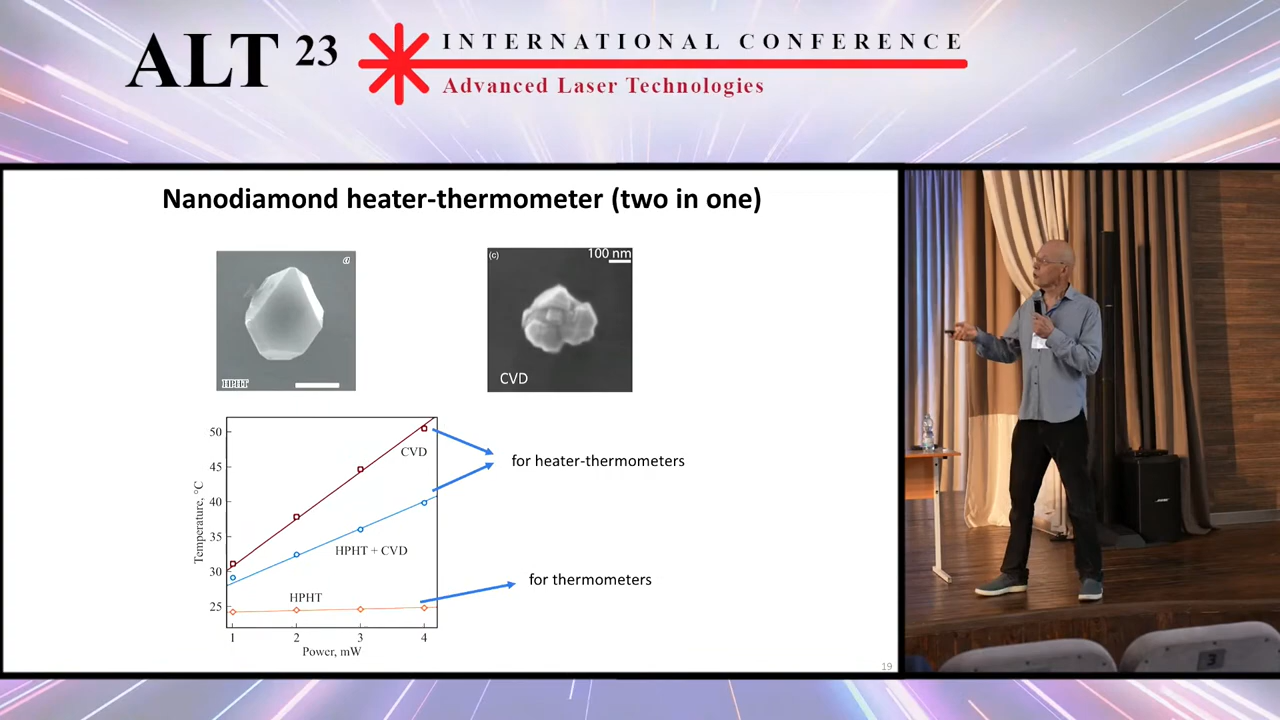 ALT 23
INTERNATIONAL CONFERENCE
Advanced Laser Technologies
Nanodiamond heater-thermometer (two in one)
HPHT
(c)
100 nm
CVD
50
45
40
35
30
25
Temperature, °C
CVD
HPHT + CVD
HPHT
1
2
3
4
Power, mW
for heater-thermometers
for thermometers
19
BOSE
3